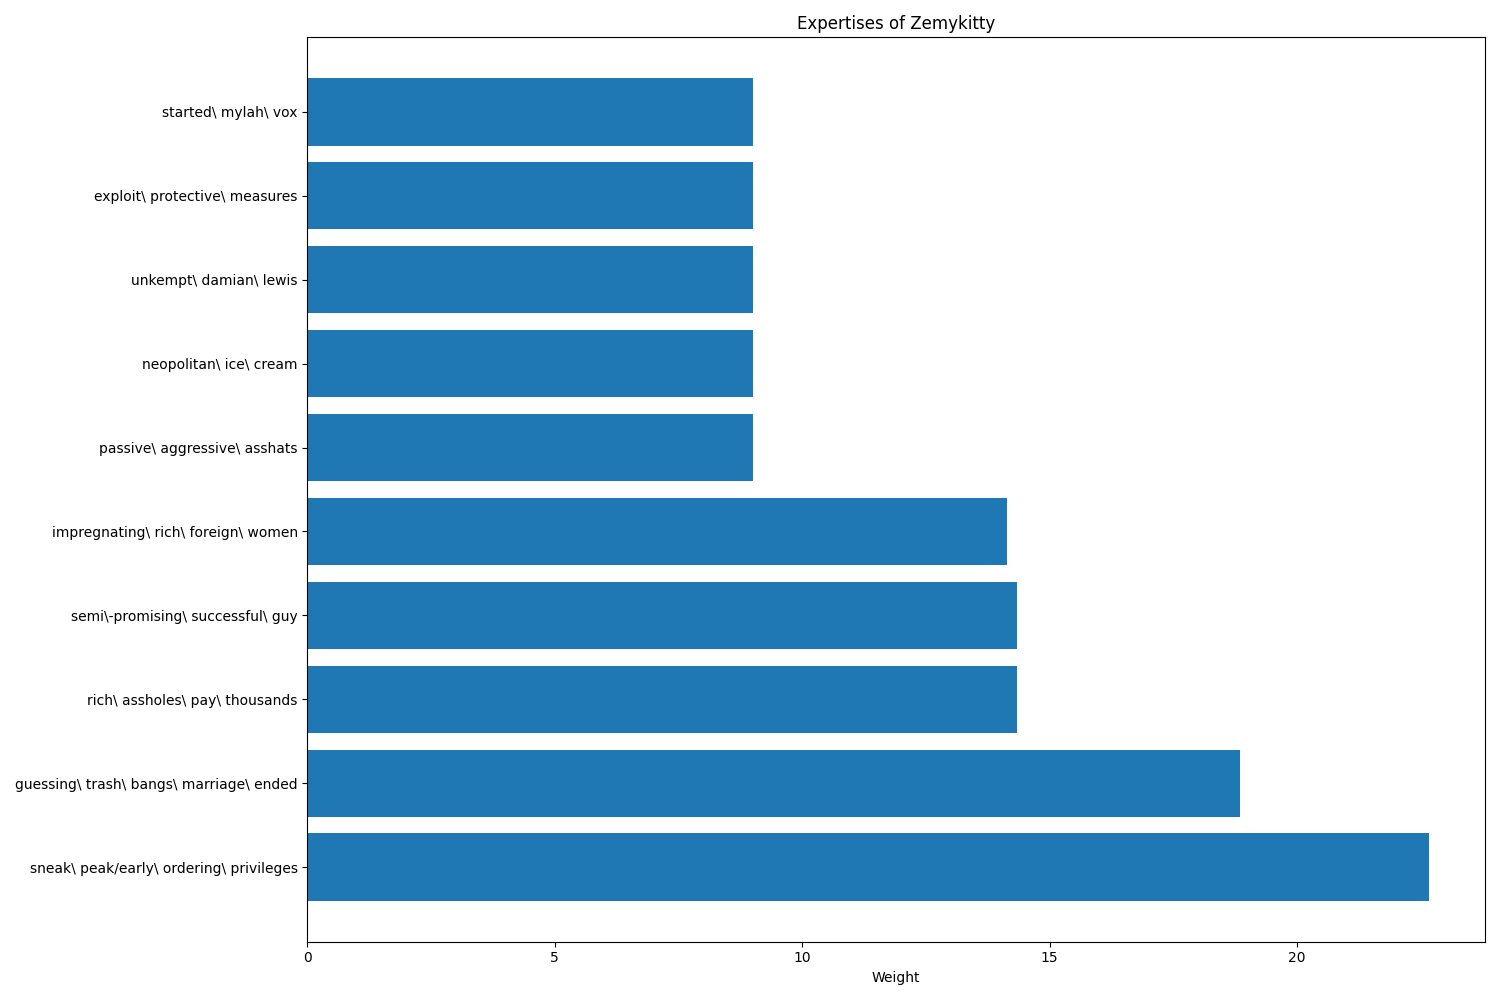 Expertises of Zemykitty
started\ mylah\ vox
exploit\ protective\ measures
unkempt\ damian\ lewis
neopolitan\ ice\ cream
passive\ aggressive\ asshats
impregnating\ rich\ foreign\ women
semi\-promising\ successful\ guy
rich\ assholes\ pay\ thousands
guessing\ trash\ bangs\ marriage\ ended
sneak\ peak/early\ ordering\ privileges
0 5 10 15 20
Weight